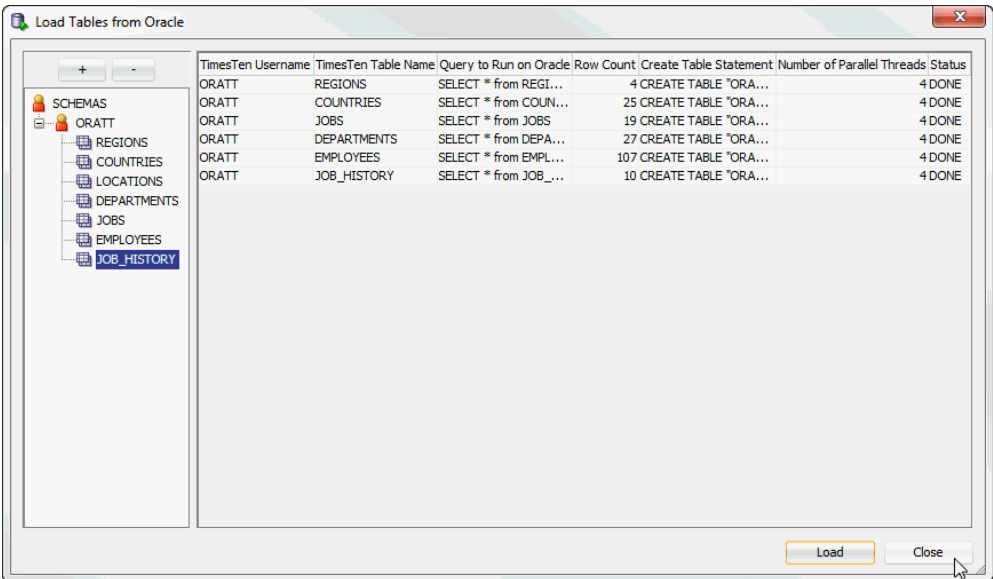 Load Tables from Oracle
+ -
SCHEMAS
ORATT
REGIONS
COUNTRIES
LOCATIONS
DEPARTMENTS
JOBS
EMPLOYEES
JOB_HISTORY
TimesTen Username TimesTen Table Name Query to Run on Oracle Row Count Create Table Statement Number of Parallel Threads Status
ORATT REGIONS SELECT * from REGI... 4 CREATE TABLE "ORA... 4 DONE
ORATT COUNTRIES SELECT * from COUN... 25 CREATE TABLE "ORA... 4 DONE
ORATT JOBS SELECT * from JOBS 19 CREATE TABLE "ORA... 4 DONE
ORATT DEPARTMENTS SELECT * from DEPA... 27 CREATE TABLE "ORA... 4 DONE
ORATT EMPLOYEES SELECT * from EMPL... 107 CREATE TABLE "ORA... 4 DONE
ORATT JOB_HISTORY SELECT * from JOB_... 10 CREATE TABLE "ORA... 4 DONE
Load Close